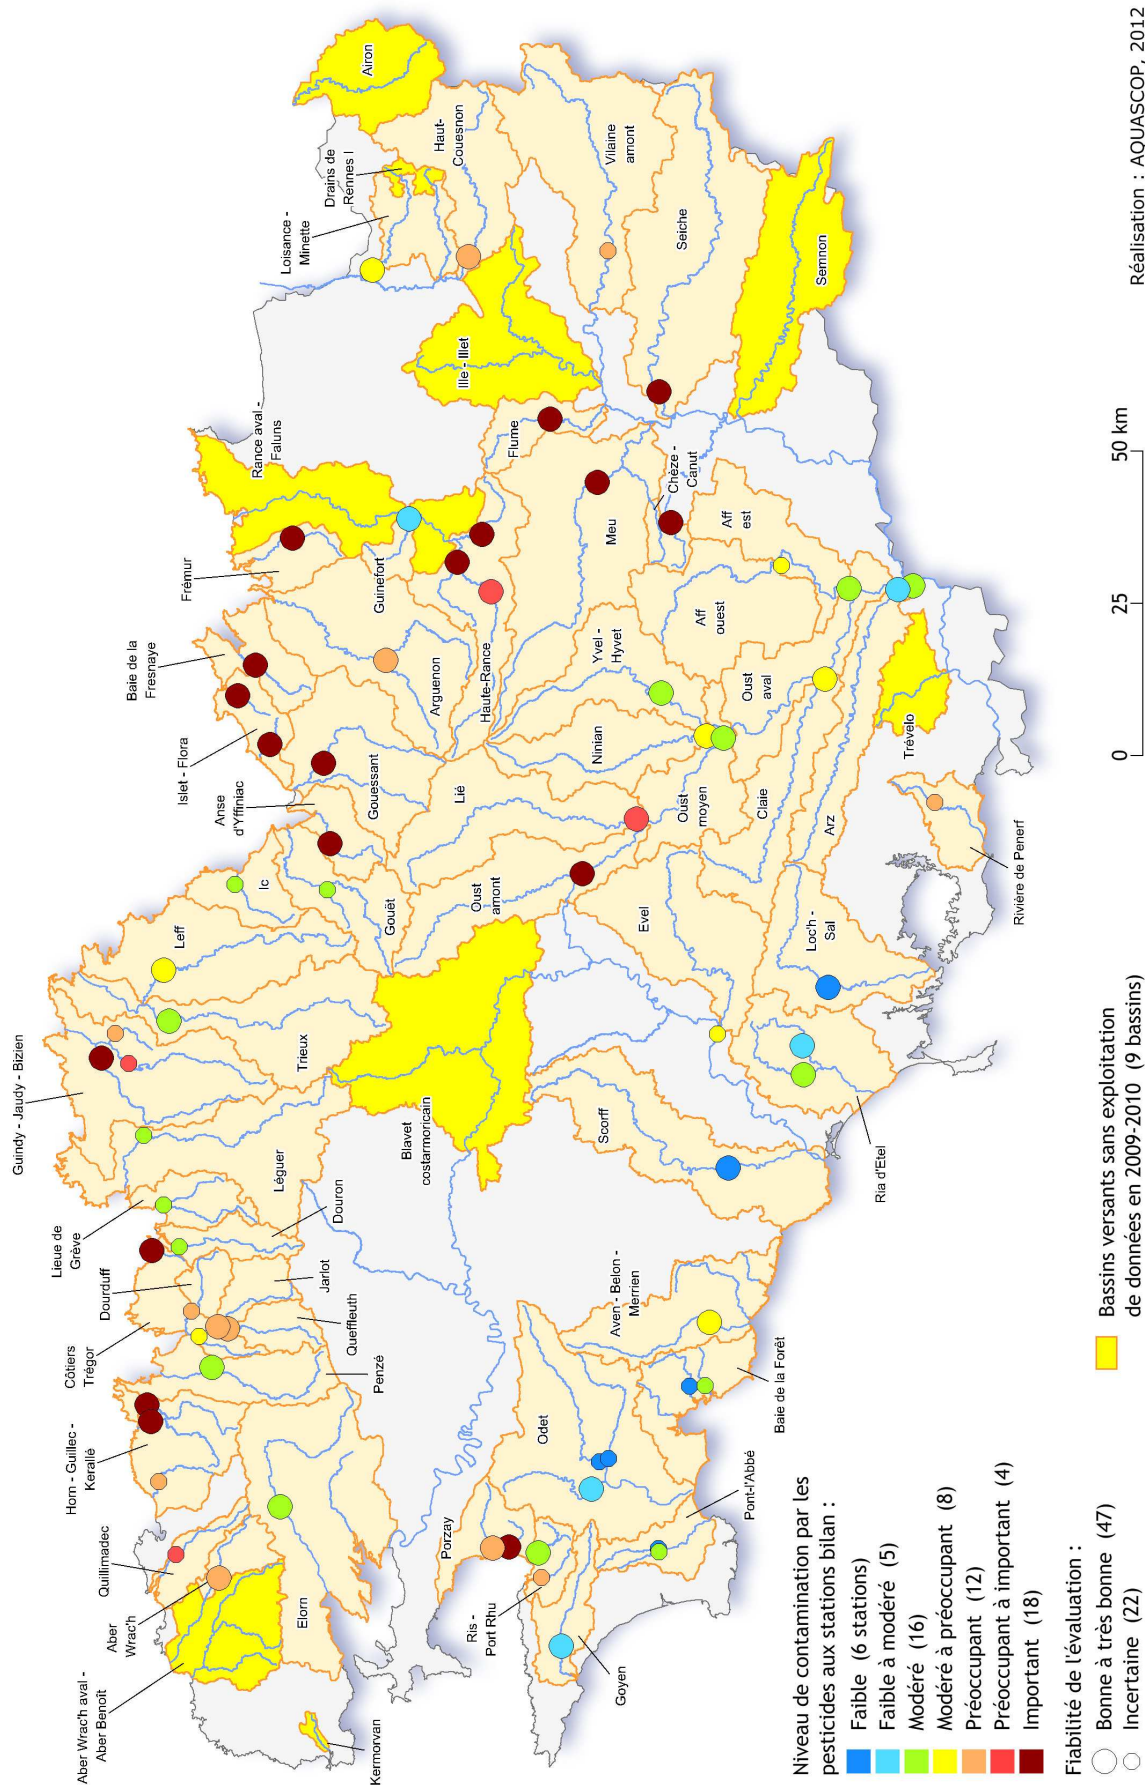 Kermorvan
Aber Wrac'h aval -
Aber Benoît
Aber
Wrac'h
Quillimadec
Horn - Guillec -
Kerallé
Elorn
Côtiers
Trégor
Dourduff
Lieue de
Grève
Penzé
Queffleuth
Jarlot
Douron
Léguer
Guindy - Jaudy - Bizien
Trieux
Leff
Ic
Gouët
Anse
d'Yffiniac
Gouessant
Islet - Flora
Baie de la
Fresnaye
Arguenon
Frémur
Guinefort
Rance aval -
Faluns
Haute-Rance
Loisance -
Minette
Drains de
Rennes I
Haut-
Couesnon
Airon
Ille - Illet
Flume
Vilaine
amont
Seiche
Semnon
Meu
Chèze -
Canut
Aff
est
Aff
ouest
Yvel -
Hyvet
Oust
aval
Ninian
Lié
Oust
moyen
Oust
amont
Claie
Arz
Trévelo
Rivière de Penerf
Evel
Loc'h -
Sal
Ria d'Etel
Blavet
costarmoricain
Scorff
Aven - Belon -
Merrien
Baie de la Forêt
Odet
Pont-l'Abbé
Porzay
Ris -
Port Rhu
Goyen
Niveau de contamination par les
pesticides aux stations bilan :
Faible (6 stations)
Faible à modéré (5)
Modéré (16)
Modéré à préoccupant (8)
Préoccupant (12)
Préoccupant à important (4)
Important (18)
Fiabilité de l'évaluation :
Bonne à très bonne (47)
Incertaine (22)
Bassins versants sans exploitation
de données en 2009-2010 (9 bassins)
0 25 50 km
Réalisation : AQUASCOP, 2012